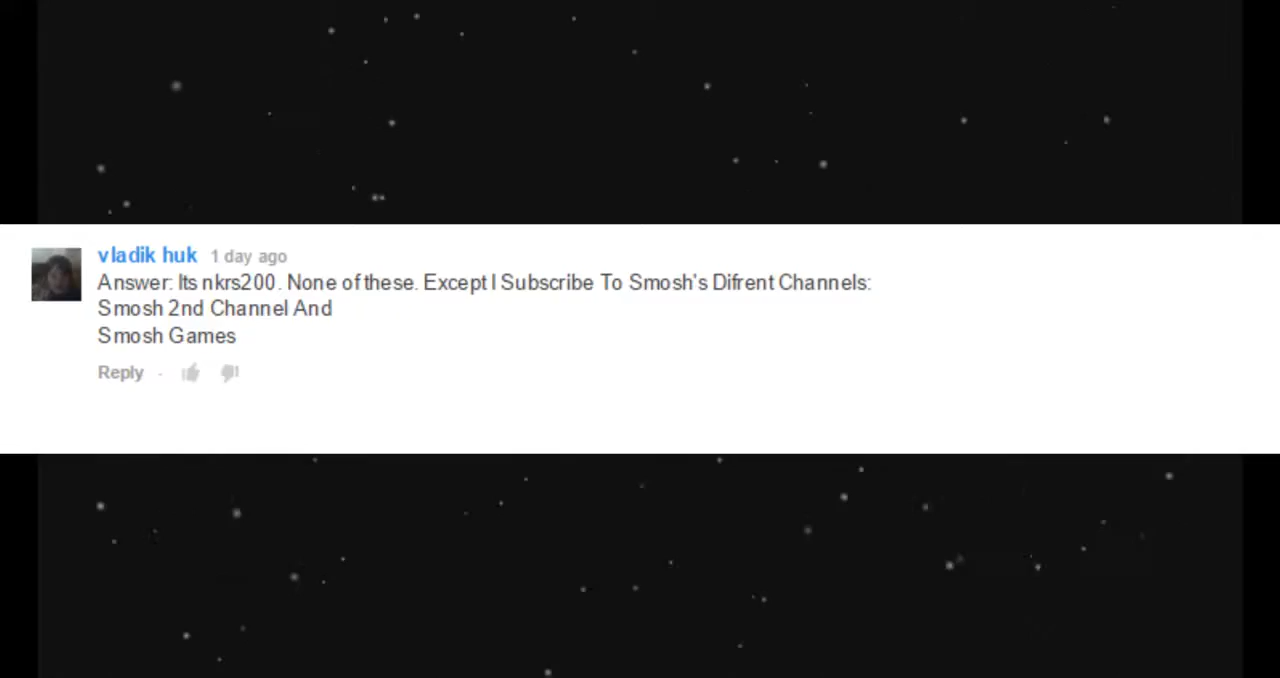 vladik huk 1 day ago
Answer: Its nkrs200. None of these. Except I Subscribe To Smosh's Difrent Channels:
Smosh 2nd Channel And
Smosh Games
Reply ·